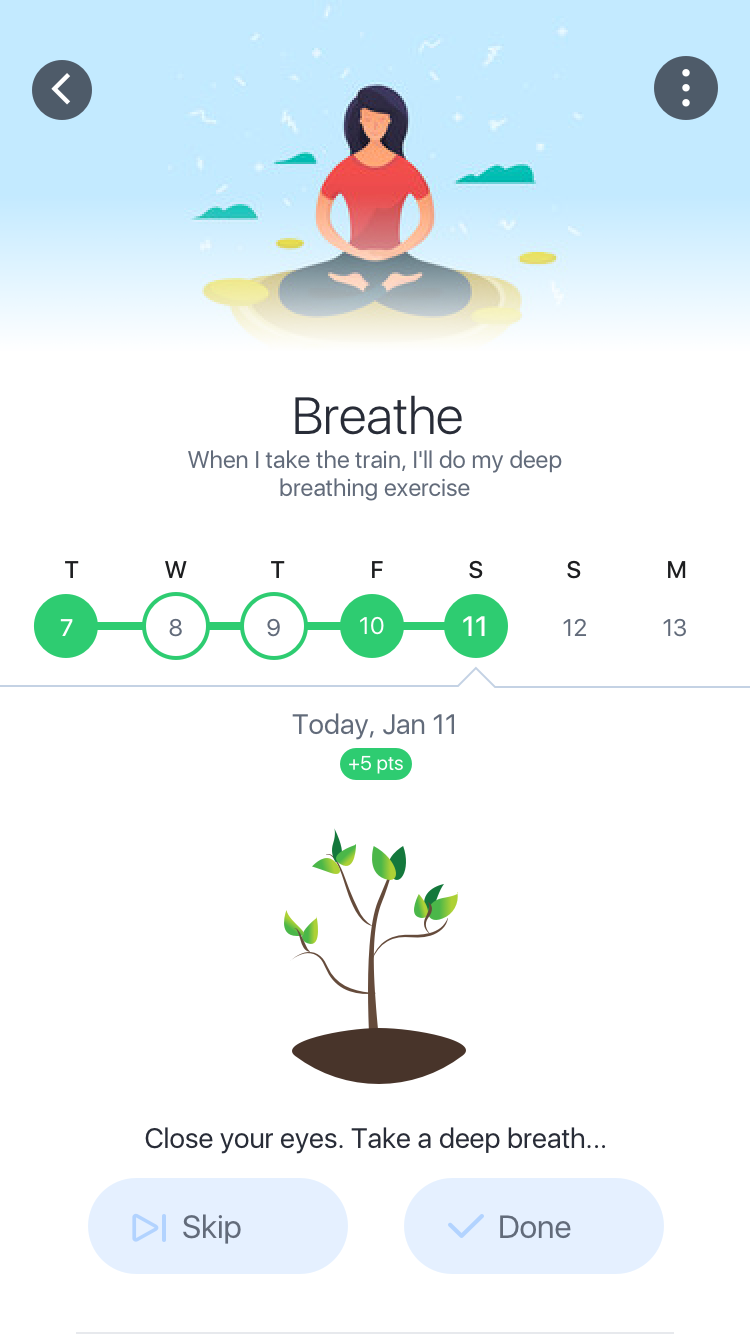 Breathe
When I take the train, I'll do my deep
breathing exercise
T W T F S S M
7 8 9 10 11 12 13
Today, Jan 11
+5 pts
Close your eyes. Take a deep breath...
Skip Done